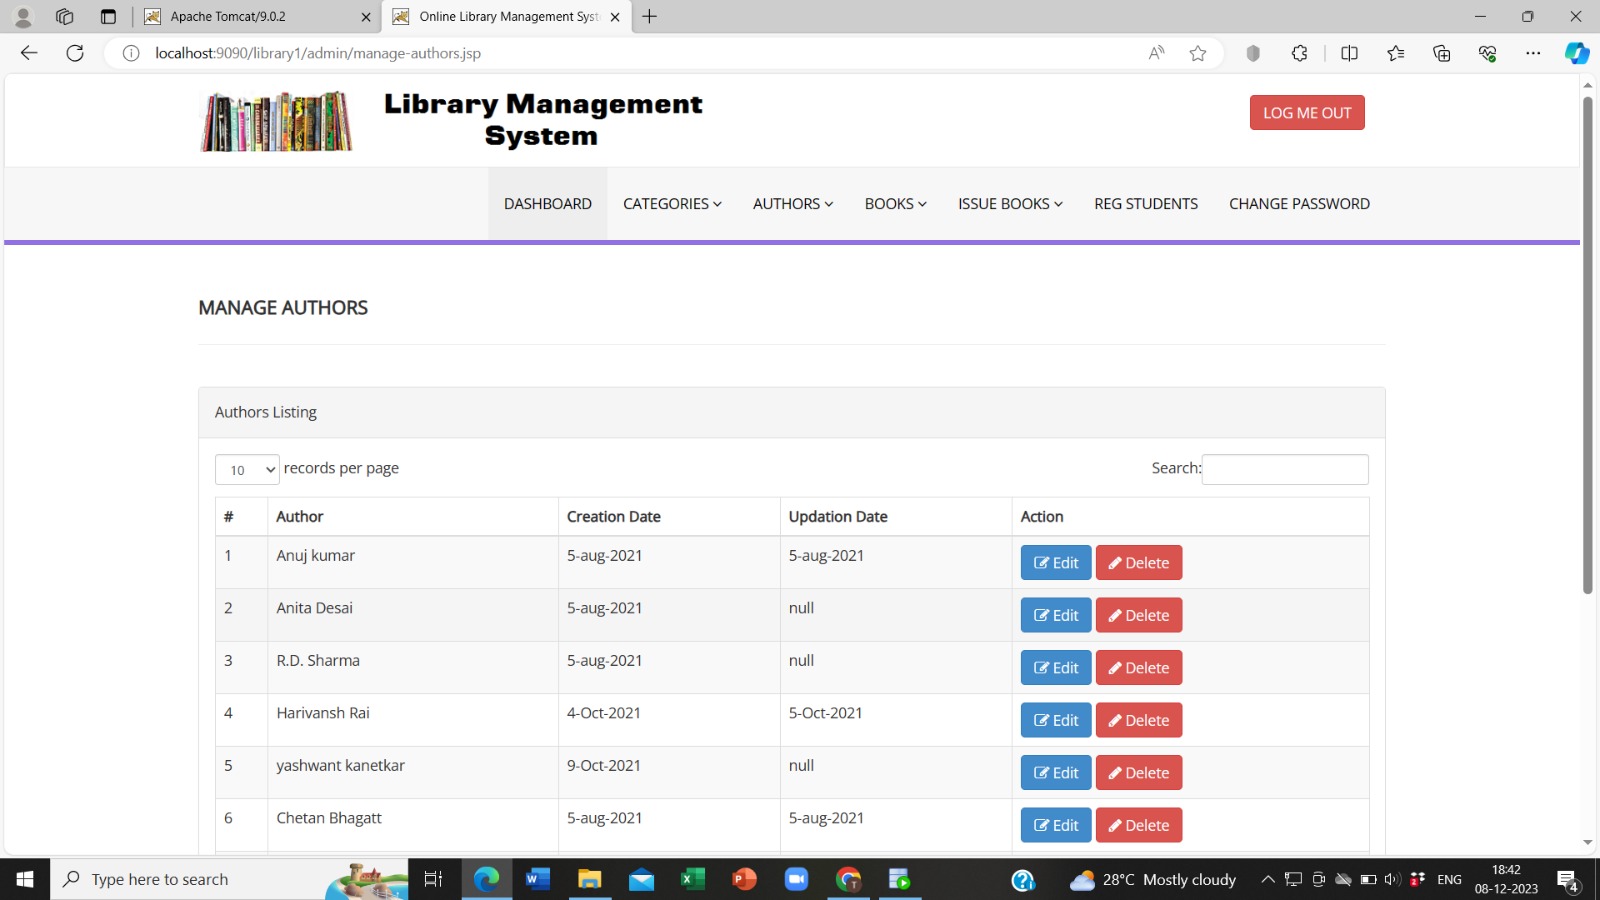 Apache Tomcat/9.0.2
Online Library Management Syst
localhost:9090/library1/admin/manage-authors.jsp
Library Management
System
LOG ME OUT
DASHBOARD CATEGORIES AUTHORS BOOKS ISSUE BOOKS REG STUDENTS CHANGE PASSWORD
MANAGE AUTHORS
Authors Listing
10 records per page Search:
# Author Creation Date Updation Date Action
1 Anuj kumar 5-aug-2021 5-aug-2021 Edit Delete
2 Anita Desai 5-aug-2021 null Edit Delete
3 R.D. Sharma 5-aug-2021 null Edit Delete
4 Harivansh Rai 4-Oct-2021 5-Oct-2021 Edit Delete
5 yashwant kanetkar 9-Oct-2021 null Edit Delete
6 Chetan Bhagatt 5-aug-2021 5-aug-2021 Edit Delete
Type here to search 28°C Mostly cloudy ENG 18:42
08-12-2023 4